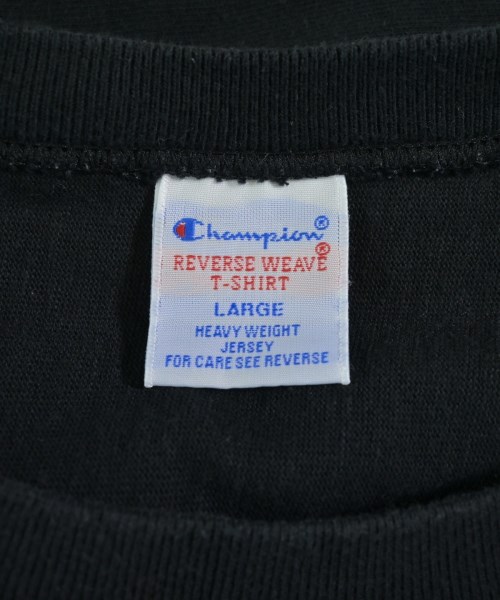 Champion®
REVERSE WEAVE®
T-SHIRT
LARGE
HEAVY WEIGHT
JERSEY
FOR CARE SEE REVERSE